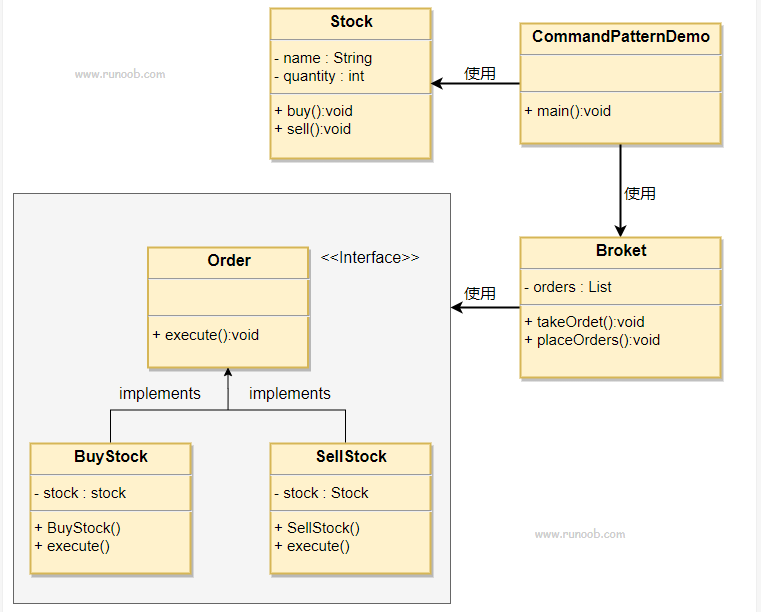 Stock
- name : String
- quantity : int
+ buy():void
+ sell():void
CommandPatternDemo
+ main():void
www.runoob.com
使用
使用
Order
<<Interface>>
+ execute():void
Broket
- orders : List
+ takeOrdet():void
+ placeOrders():void
使用
implements
implements
BuyStock
- stock : stock
+ BuyStock()
+ execute()
SellStock
- stock : Stock
+ SellStock()
+ execute()
www.runoob.com